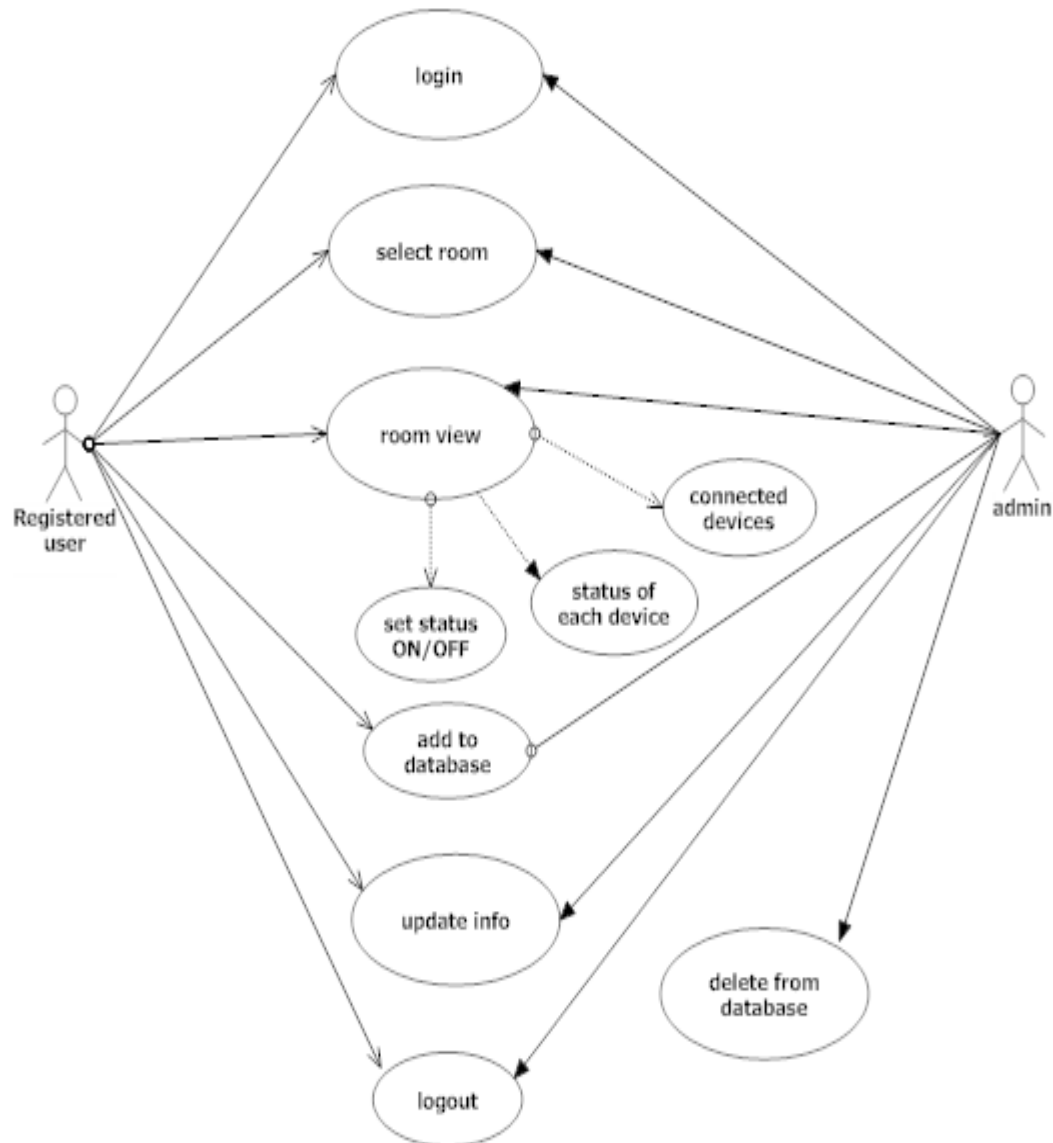 login
select room
room view
connected
devices
Registered
user
admin
status of
each device
set status
ON/OFF
add to
database
update info
delete from
database
logout